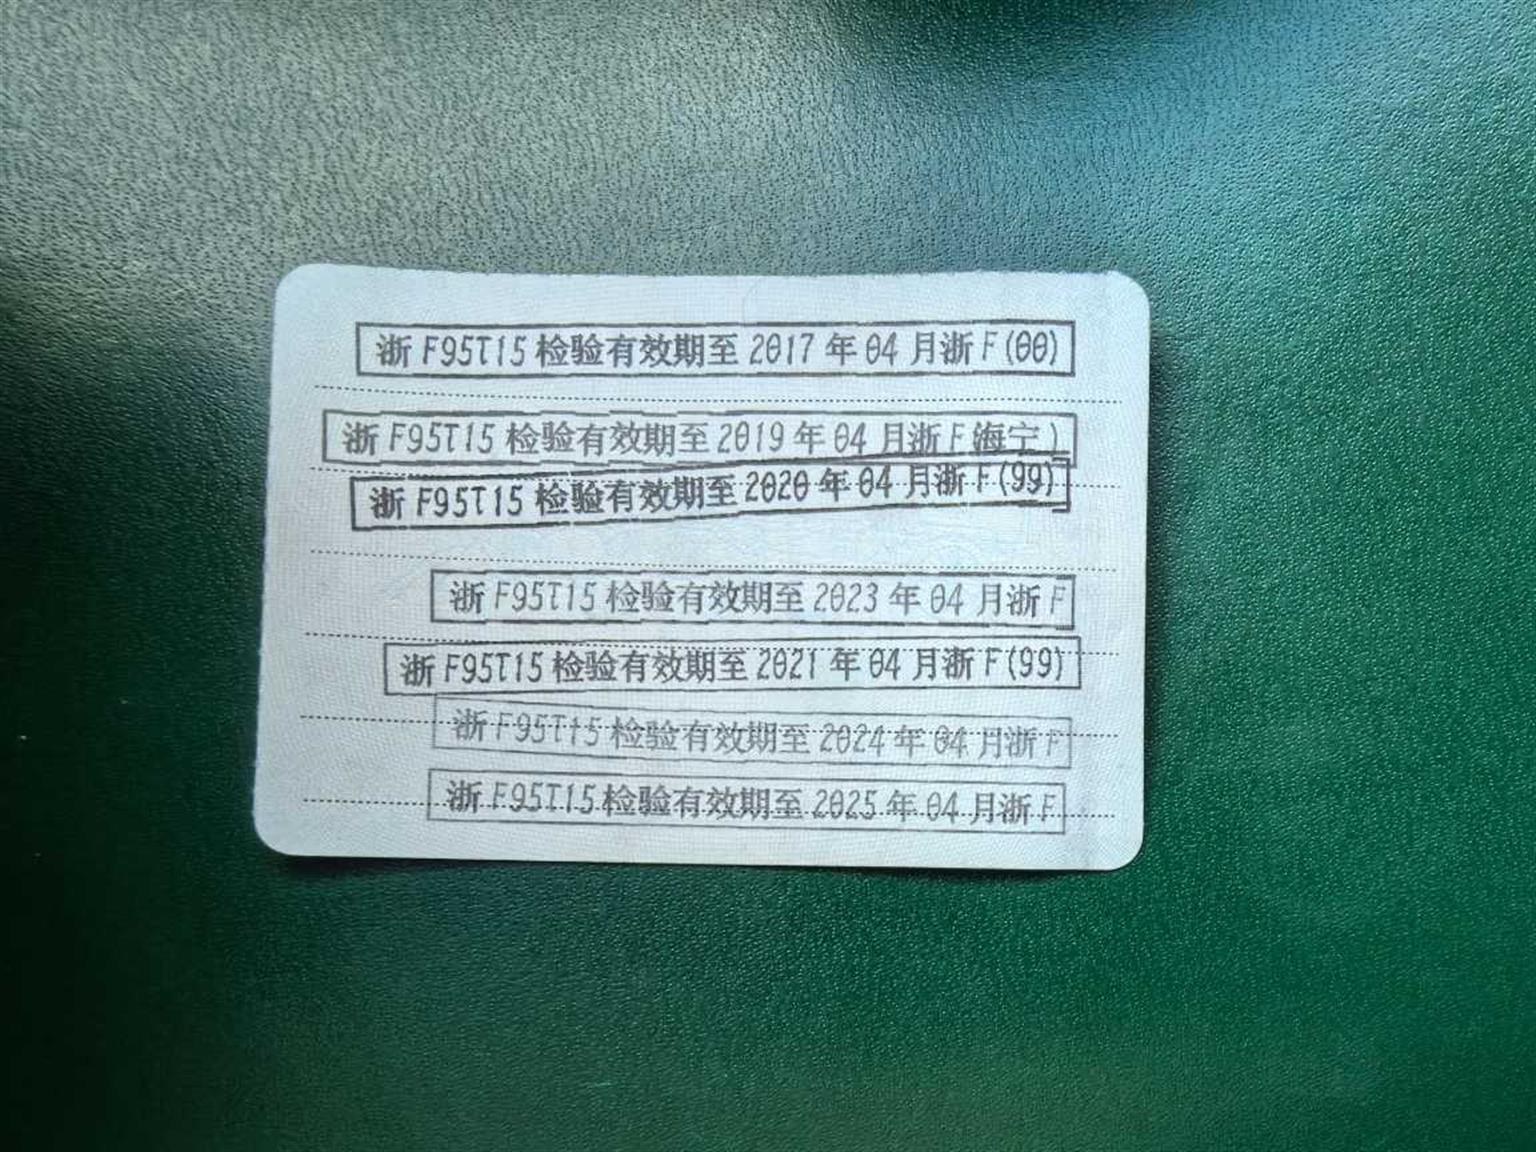 浙F95T15检验有效期至2017年04月浙F(00)
浙F95T15检验有效期至2019年04月浙F海宁)
浙F95T15检验有效期至2020年04月浙F(99)
浙F95T15检验有效期至2023年04月浙F
浙F95T15检验有效期至2021年04月浙F(99)
浙F95T15检验有效期至2024年04月浙F
浙F95T15检验有效期至2025年04月浙F